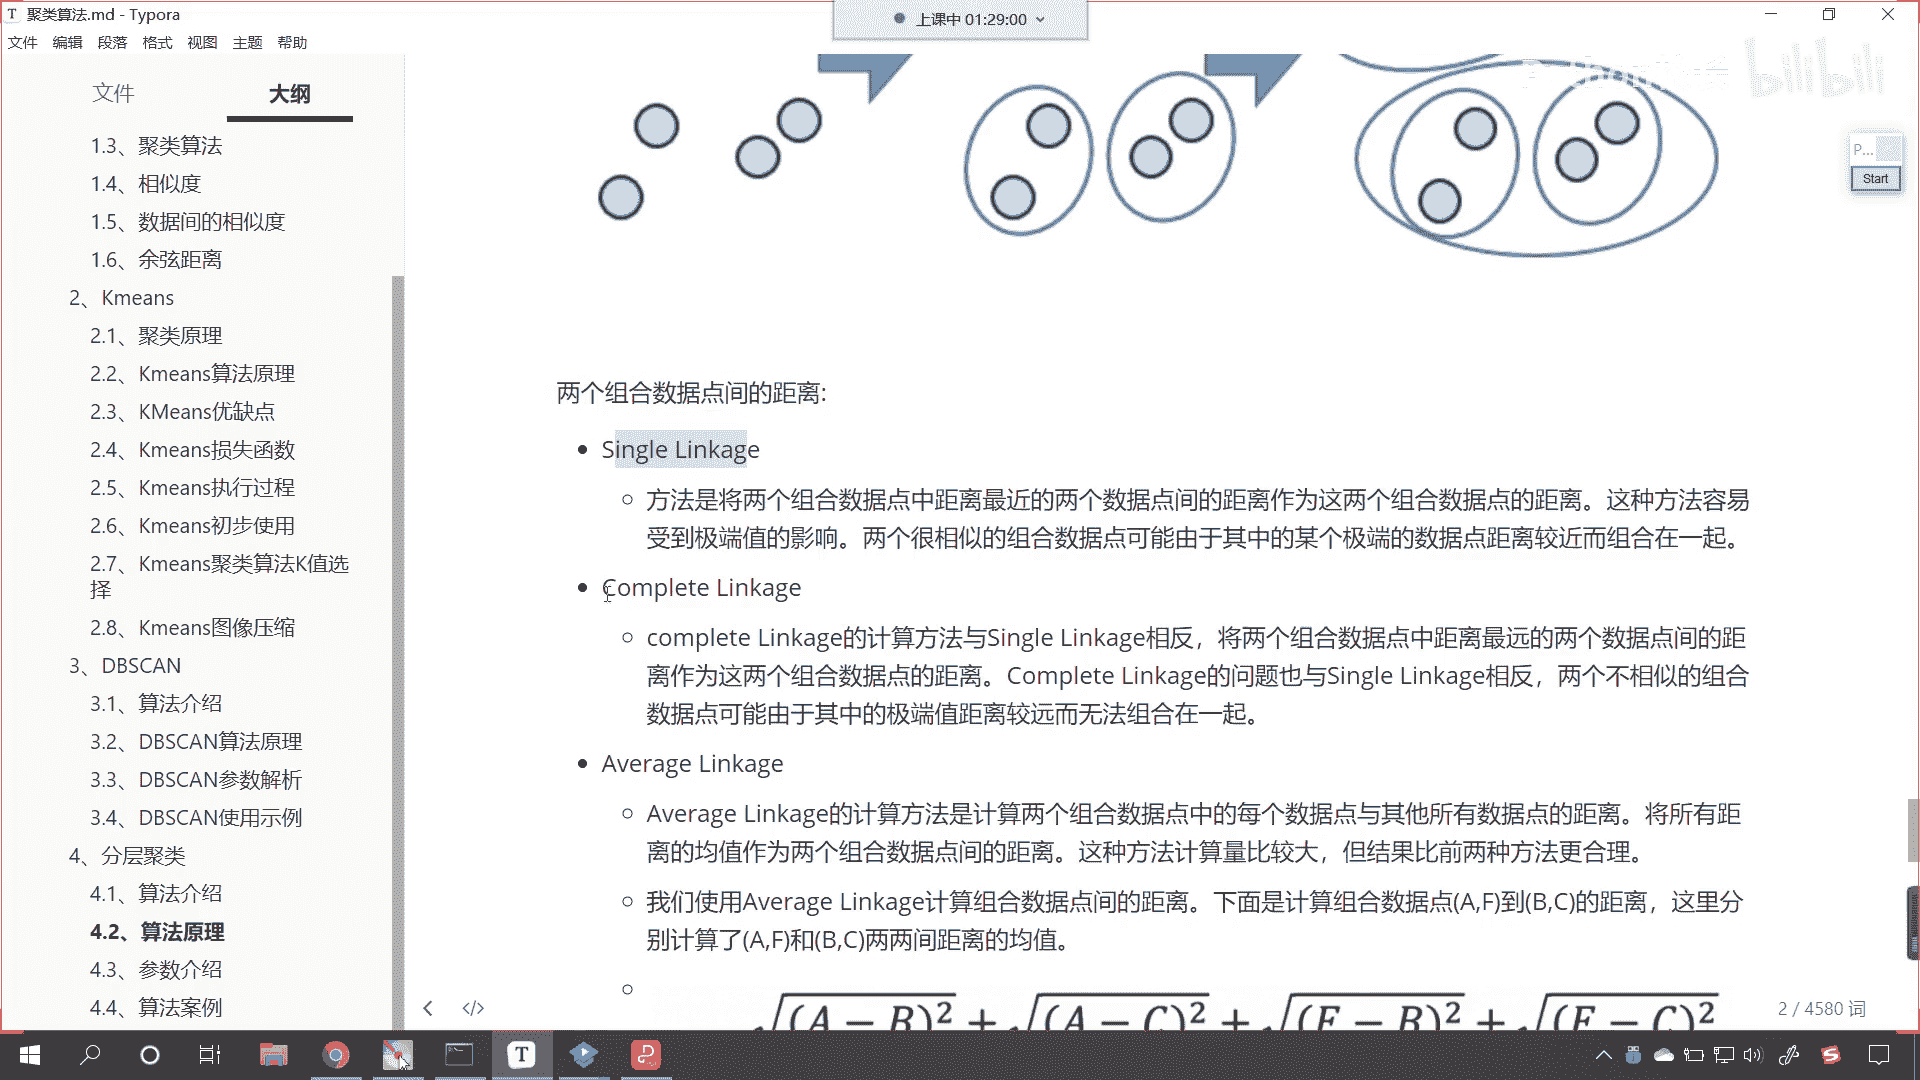 聚类算法.md - Typora
上课中 01:29:00
文件 编辑 段落 格式 视图 主题 帮助
文件 大纲
bilibili
P...
Start
1.3、聚类算法
1.4、相似度
1.5、数据间的相似度
1.6、余弦距离
2、Kmeans
2.1、聚类原理
2.2、Kmeans算法原理
2.3、KMeans优缺点
2.4、Kmeans损失函数
2.5、Kmeans执行过程
2.6、Kmeans初步使用
2.7、Kmeans聚类算法K值选
择
2.8、Kmeans图像压缩
3、DBSCAN
3.1、算法介绍
3.2、DBSCAN算法原理
3.3、DBSCAN参数解析
3.4、DBSCAN使用示例
4、分层聚类
4.1、算法介绍
4.2、算法原理
4.3、参数介绍
4.4、算法案例
两个组合数据点间的距离:
Single Linkage
方法是将两个组合数据点中距离最近的两个数据点间的距离作为这两个组合数据点的距离。这种方法容易
受到极端值的影响。两个很相似的组合数据点可能由于其中的某个极端的数据点距离较近而组合在一起。
Complete Linkage
complete Linkage的计算方法与Single Linkage相反，将两个组合数据点中距离最远的两个数据点间的距
离作为这两个组合数据点的距离。Complete Linkage的问题也与Single Linkage相反，两个不相似的组合
数据点可能由于其中的极端值距离较远而无法组合在一起。
Average Linkage
Average Linkage的计算方法是计算两个组合数据点中的每个数据点与其他所有数据点的距离。将所有距
离的均值作为两个组合数据点间的距离。这种方法计算量比较大，但结果比前两种方法更合理。
我们使用Average Linkage计算组合数据点间的距离。下面是计算组合数据点(A,F)到(B,C)的距离，这里分
别计算了(A,F)和(B,C)两两间距离的均值。
√(A − B)² + √(A − C)² + √(F − B)² + √(F − C)²
2 / 4580 词